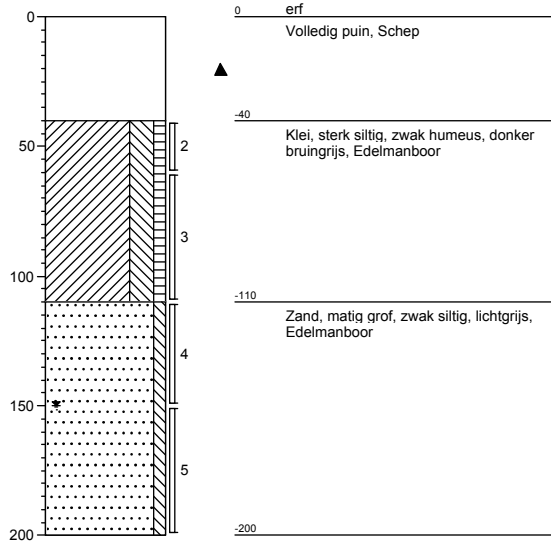 0
50
100
150
200
2
3
4
5
0
erf
Volledig puin, Schep
-40
Klei, sterk siltig, zwak humeus, donker
bruingrijs, Edelmanboor
-110
Zand, matig grof, zwak siltig, lichtgrijs,
Edelmanboor
-200